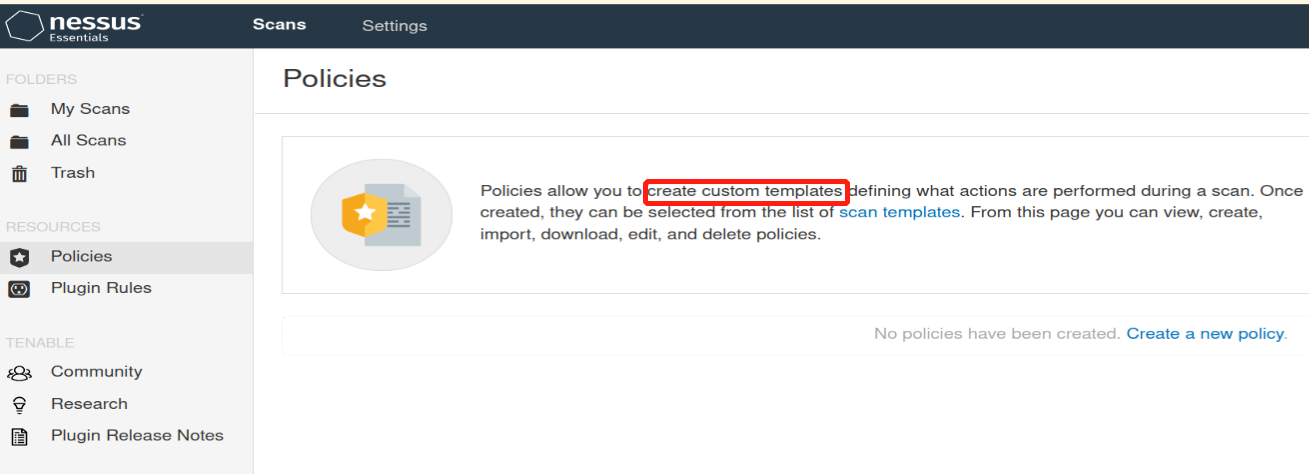 nessus
Essentials
Scans
Settings
FOLDERS
My Scans
All Scans
Trash
RESOURCES
Policies
Plugin Rules
TENABLE
Community
Research
Plugin Release Notes
Policies
Policies allow you to create custom templates defining what actions are performed during a scan. Once
created, they can be selected from the list of scan templates. From this page you can view, create,
import, download, edit, and delete policies.
No policies have been created. Create a new policy.